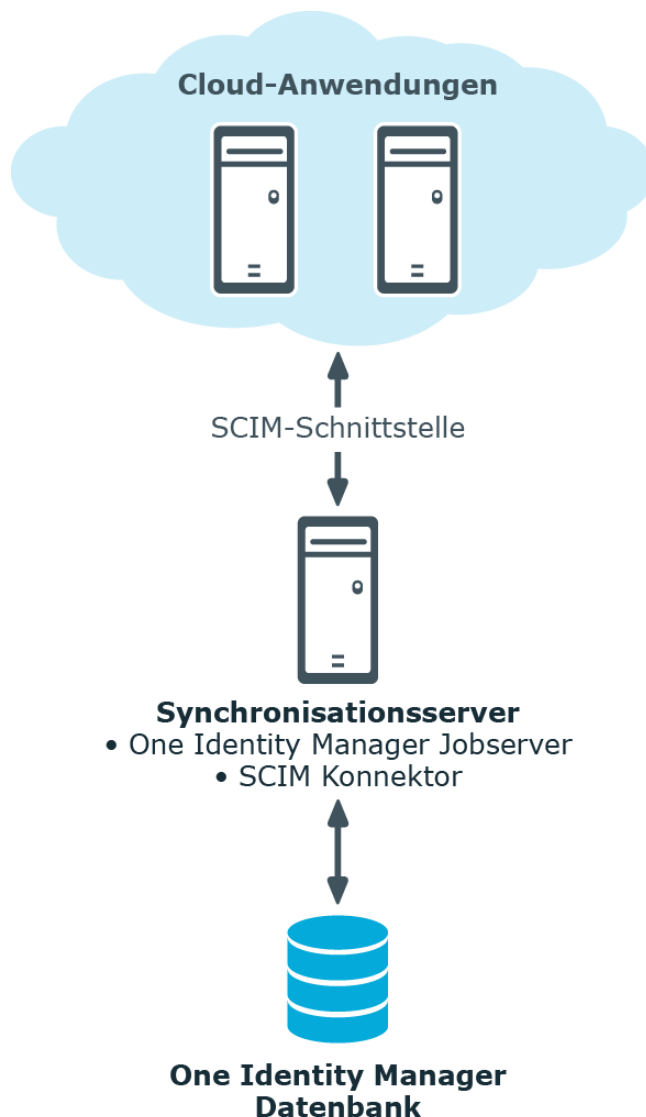 Cloud-Anwendungen
SCIM-Schnittstelle
Synchronisationsserver
• One Identity Manager Jobserver
• SCIM Konnektor
One Identity Manager
Datenbank